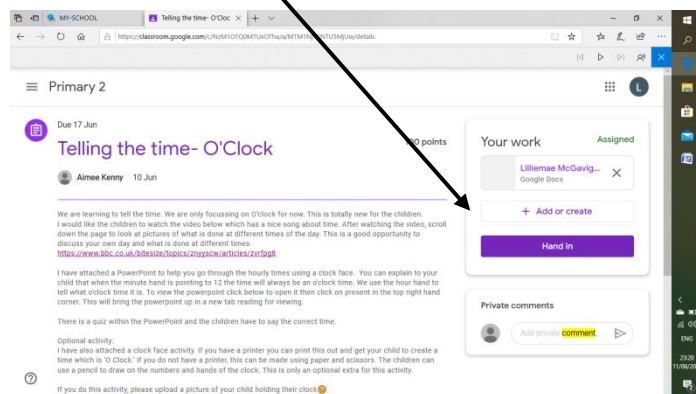 MY-SCHOOL
Telling the time- O'Cloc
Primary 2
L
Due 17 Jun
Telling the time- O'Clock
points
Aimee Kenny 10 Jun
We are learning to tell the time. We are only focussing on O'clock for now. This is totally new for the children.
I would like the children to watch the video below which has a nice song about time. After watching the video, scroll
down the page to look at pictures of what is done at different times of the day. This is a good opportunity to
discuss your own day and what is done at different times.
https://www.bbc.co.uk/bitesize/topics/znyyscw/articles/zvrfpg8
I have attached a PowerPoint to help you go through the hourly times using a clock face. You can explain to your
child that when the minute hand is pointing to 12 the time will always be an o'clock time. We use the hour hand to
tell what o'clock time it is. To view the powerpoint click below to open it then click on present in the top right hand
corner. This will bring the powerpoint up in a new tab reading for viewing.
There is a quiz within the PowerPoint and the children have to say the correct time.
Optional activity:
I have also attached a clock face activity. If you have a printer you can print this out and get your child to create a
time which is 'O Clock.' If you do not have a printer, this can be made using paper and scissors. The children can
use a pencil to draw on the numbers and hands of the clock. This is only an optional extra for this activity.
If you do this activity, please upload a picture of your child holding their clock
Your work Assigned
Lilliemae McGavig...
Google Docs
+ Add or create
Hand in
Private comments
Add private comment
ENG
23:20
11/06/20